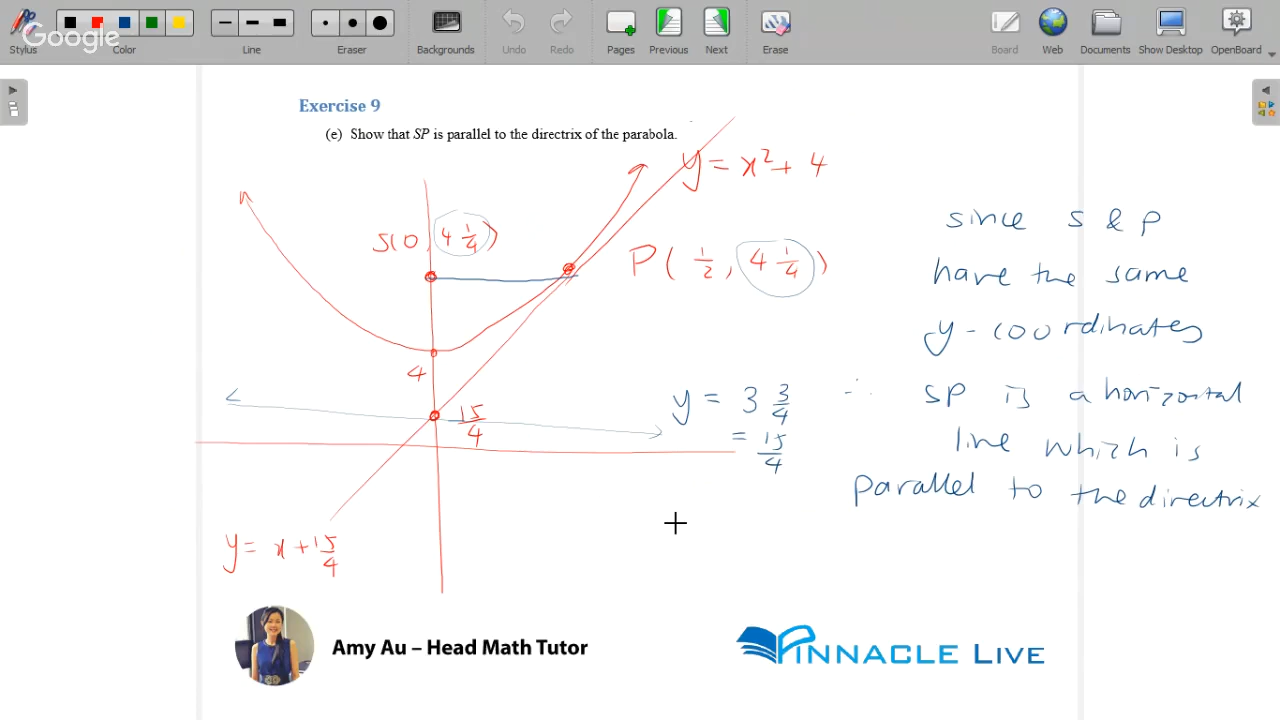 Google
Stylus
Color
Line
Eraser
Backgrounds
Undo
Redo
Pages
Previous
Next
Erase
Board
Web
Documents
Show Desktop
OpenBoard
Exercise 9
(e) Show that SP is parallel to the directrix of the parabola.
y = x² + 4
S(0, 4 1/4)
P(1/2, 4 1/4)
4
15/4
y = 3 3/4
= 15/4
y = x + 15/4
since S & P
have the same
y-coordinates
∴ SP is a horizontal
line which is
parallel to the directrix
Amy Au – Head Math Tutor
PINNACLE LIVE